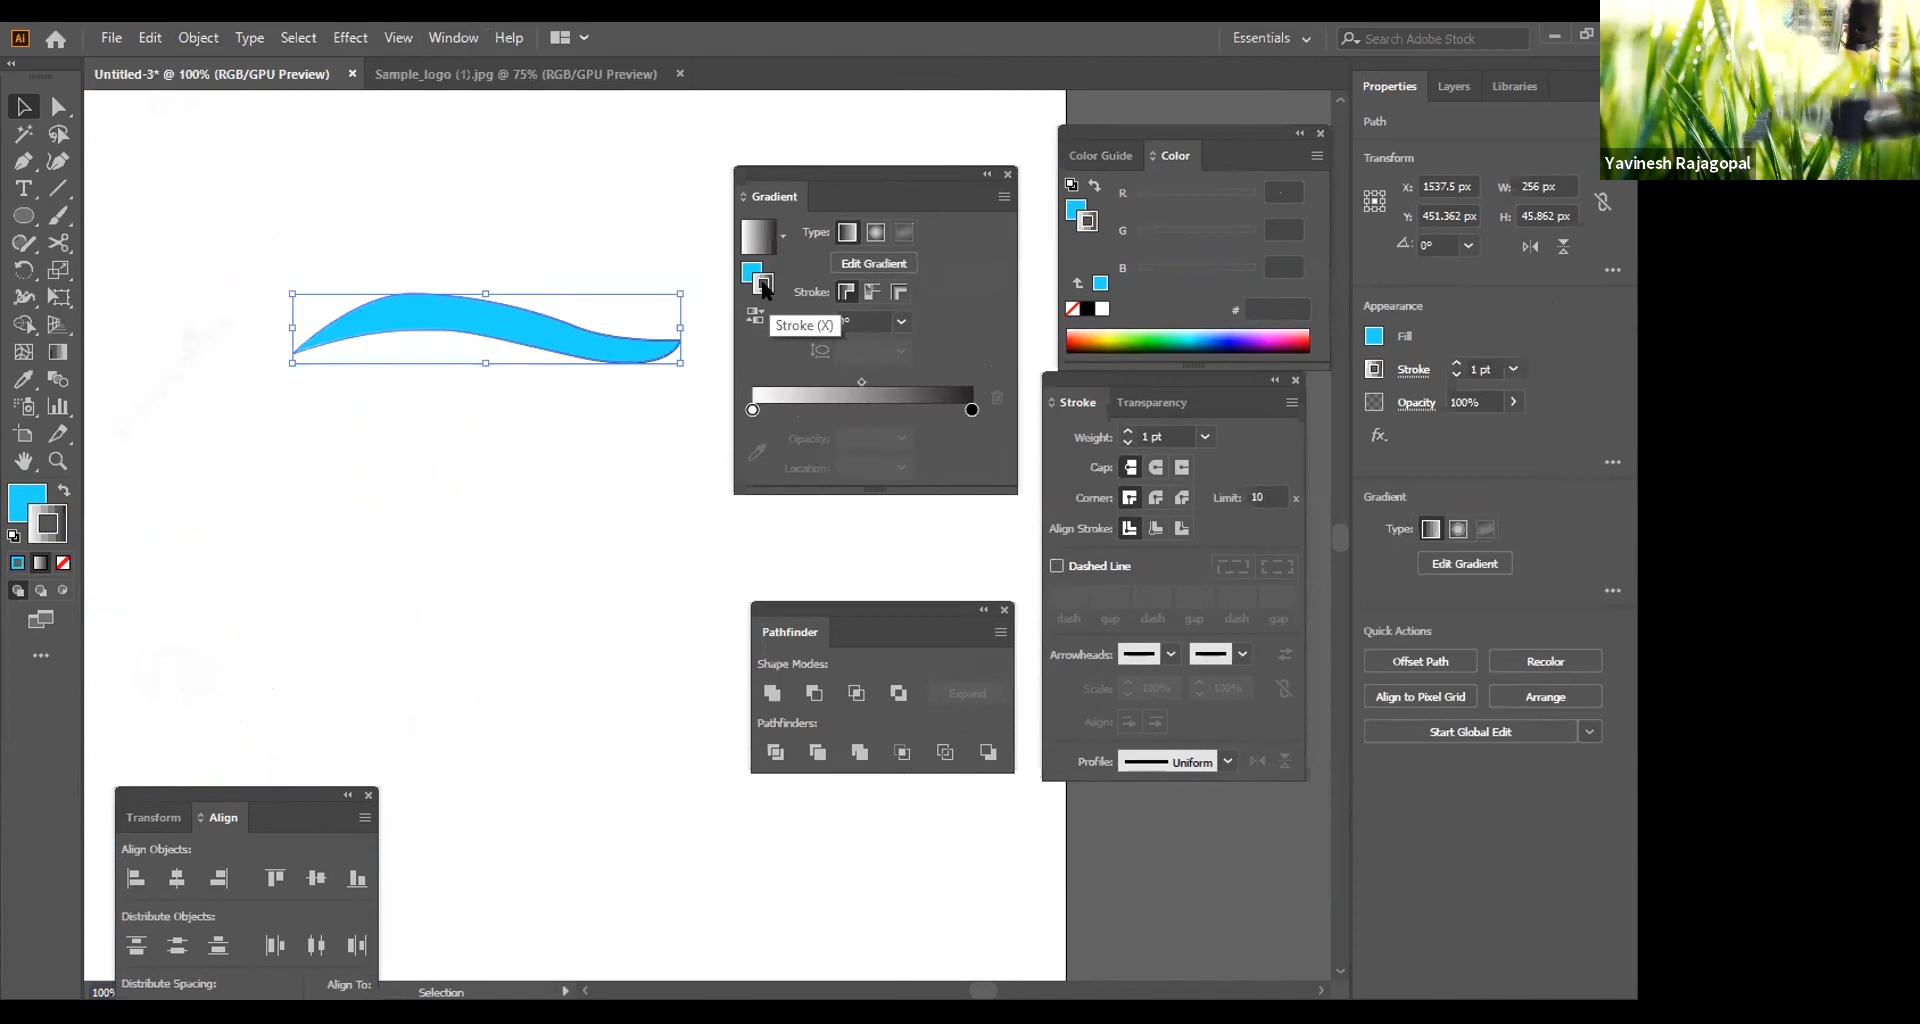 Ai File Edit Object Type Select Effect View Window Help Essentials Search Adobe Stock
Untitled-3* @ 100% (RGB/GPU Preview) × Sample_logo (1).jpg @ 75% (RGB/GPU Preview) ×
Gradient
Type:
Edit Gradient
Stroke:
Stroke (X)
Opacity:
Location:
Color Guide Color
R
G
B
#
Stroke Transparency
Weight: 1 pt
Cap:
Corner: Limit: 10 x
Align Stroke:
Dashed Line
dash gap dash gap dash gap
Arrowheads:
Scale: 100% 100%
Align:
Profile: Uniform
Pathfinder
Shape Modes:
Expand
Pathfinders:
Transform Align
Align Objects:
Distribute Objects:
Distribute Spacing: Align To:
100% Selection
Properties Layers Libraries
Path
Transform
X: 1537.5 px W: 256 px
Y: 451.362 px H: 45.862 px
0°
Appearance
Fill
Stroke 1 pt
Opacity 100%
fx.
Gradient
Type:
Edit Gradient
Quick Actions
Offset Path Recolor
Align to Pixel Grid Arrange
Start Global Edit
Yavinesh Rajagopal